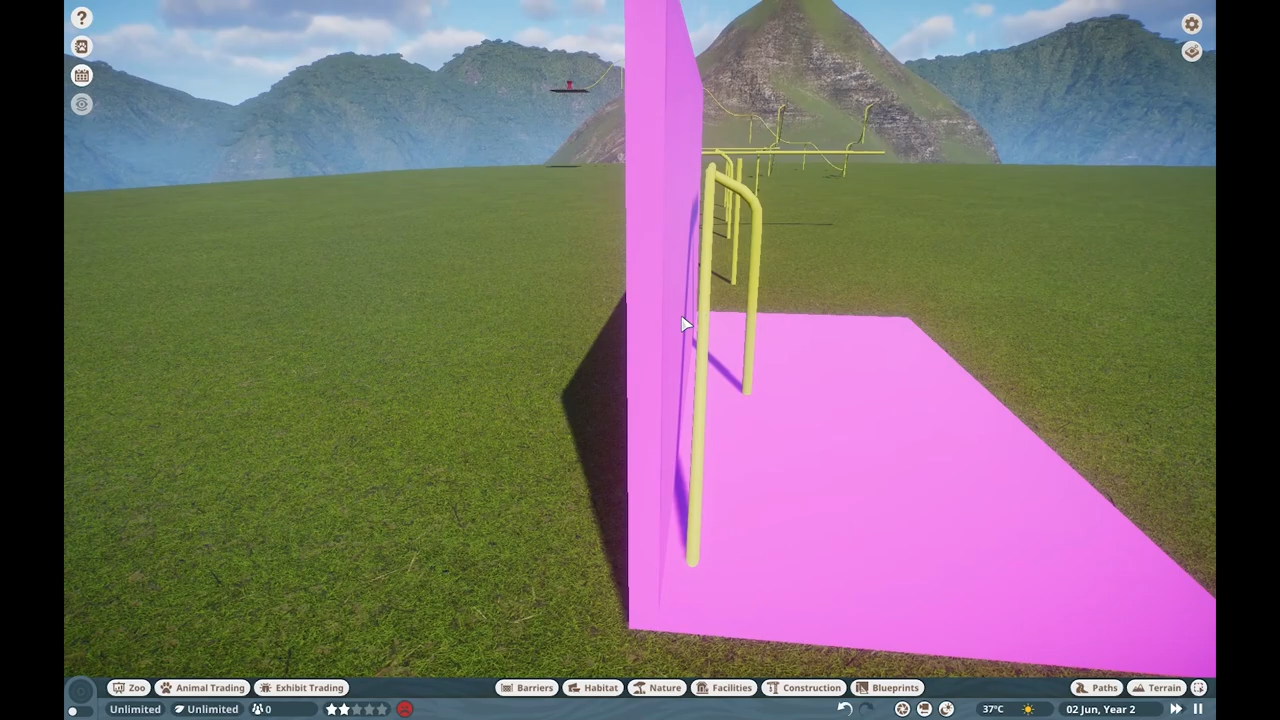 ?
Zoo Animal Trading Exhibit Trading Barriers Habitat Nature Facilities Construction Blueprints Paths Terrain
Unlimited Unlimited 0 37°C 02 Jun, Year 2